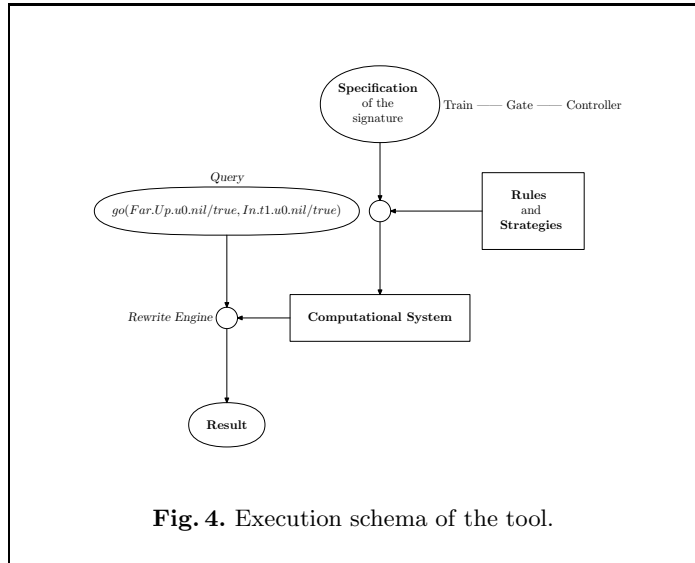 Specification
of the
signature
Train —— Gate —— Controller
Query
go(Far.Up.u0.nil/true, In.t1.u0.nil/true)
Rules
and
Strategies
Rewrite Engine
Computational System
Result
Fig. 4. Execution schema of the tool.